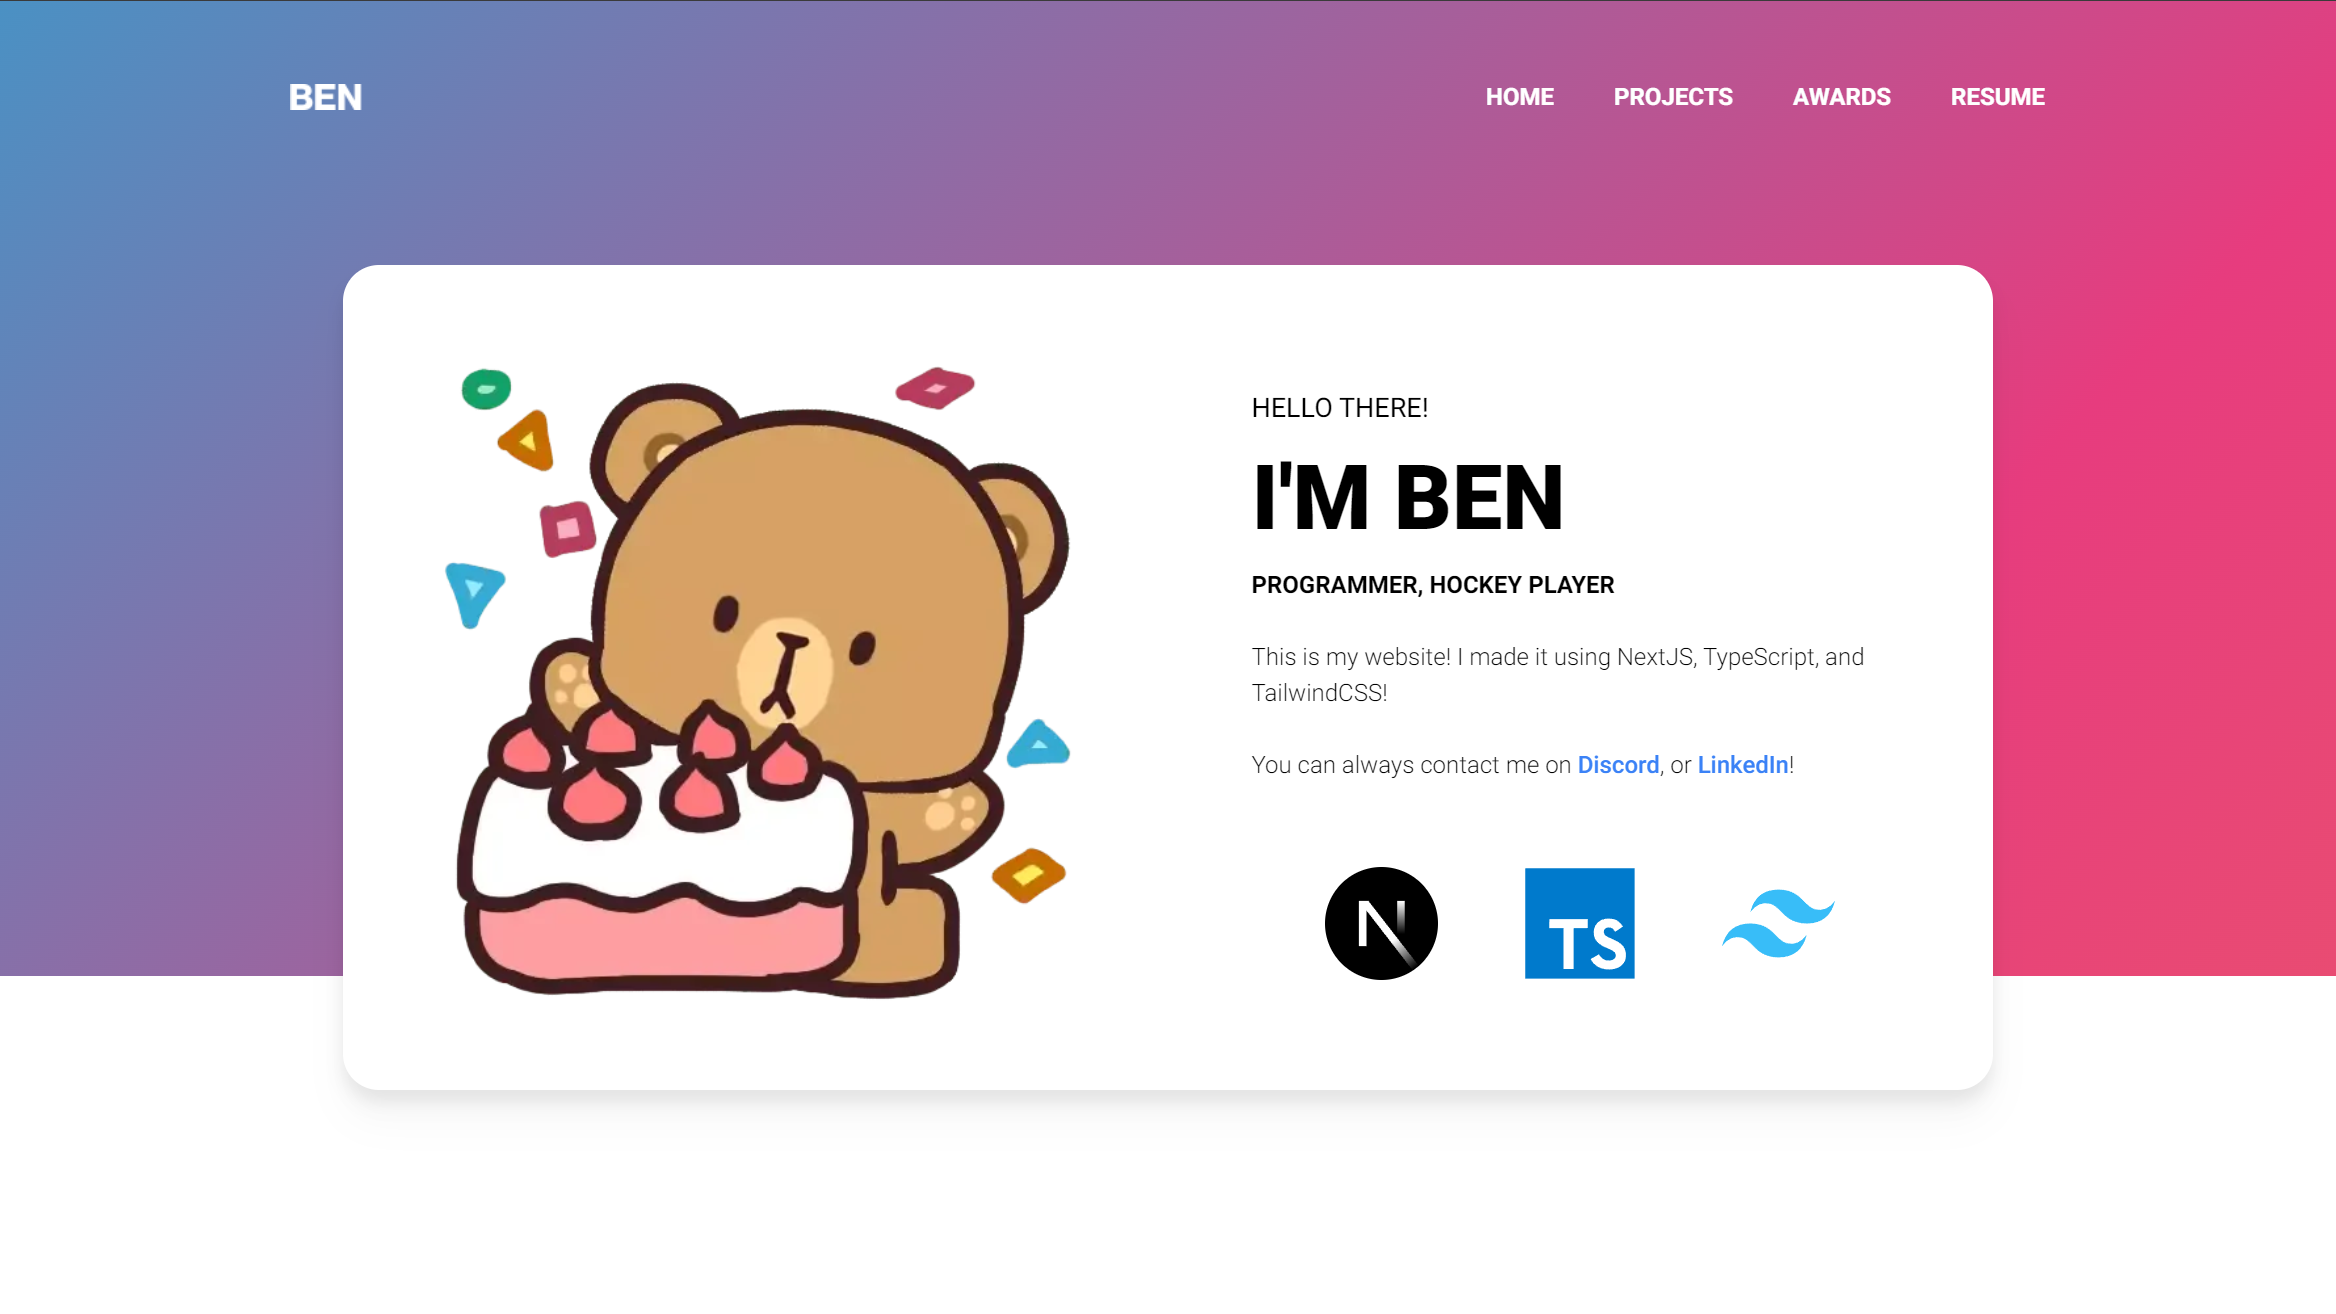 BEN
HOME PROJECTS AWARDS RESUME
HELLO THERE!
I'M BEN
PROGRAMMER, HOCKEY PLAYER
This is my website! I made it using NextJS, TypeScript, and
TailwindCSS!
You can always contact me on Discord, or LinkedIn!
N
TS